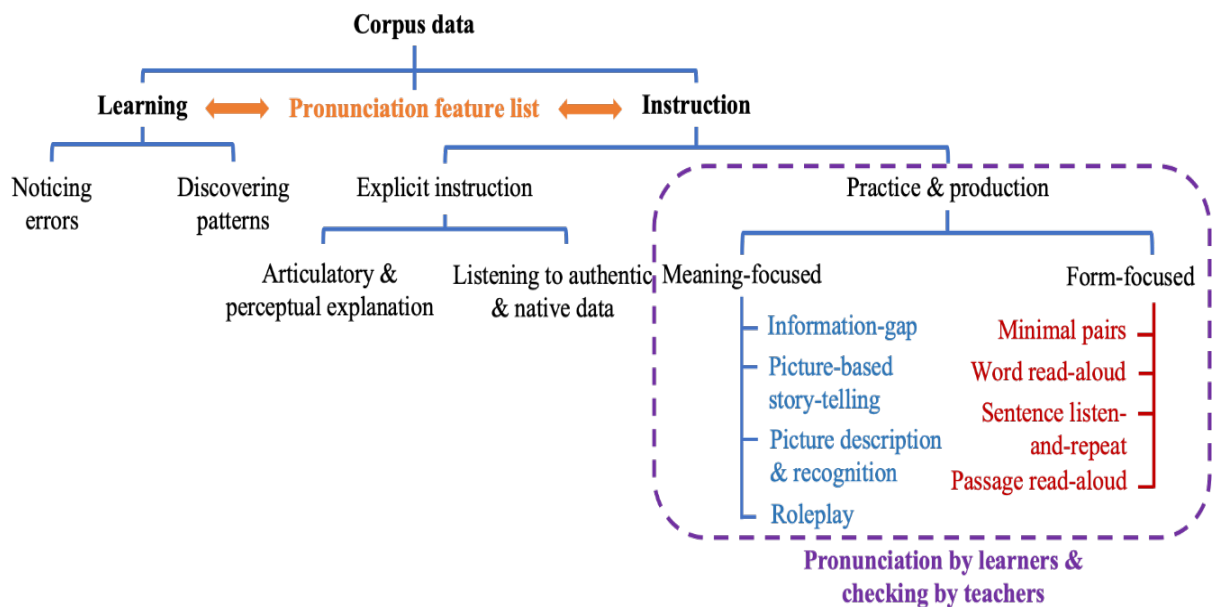 Corpus data
Learning
Pronunciation feature list
Instruction
Noticing
errors
Discovering
patterns
Explicit instruction
Practice & production
Articulatory &
perceptual explanation
Listening to authentic
& native data
Meaning-focused
Form-focused
Information-gap
Picture-based
story-telling
Picture description
& recognition
Roleplay
Minimal pairs
Word read-aloud
Sentence listen-
and-repeat
Passage read-aloud
Pronunciation by learners &
checking by teachers